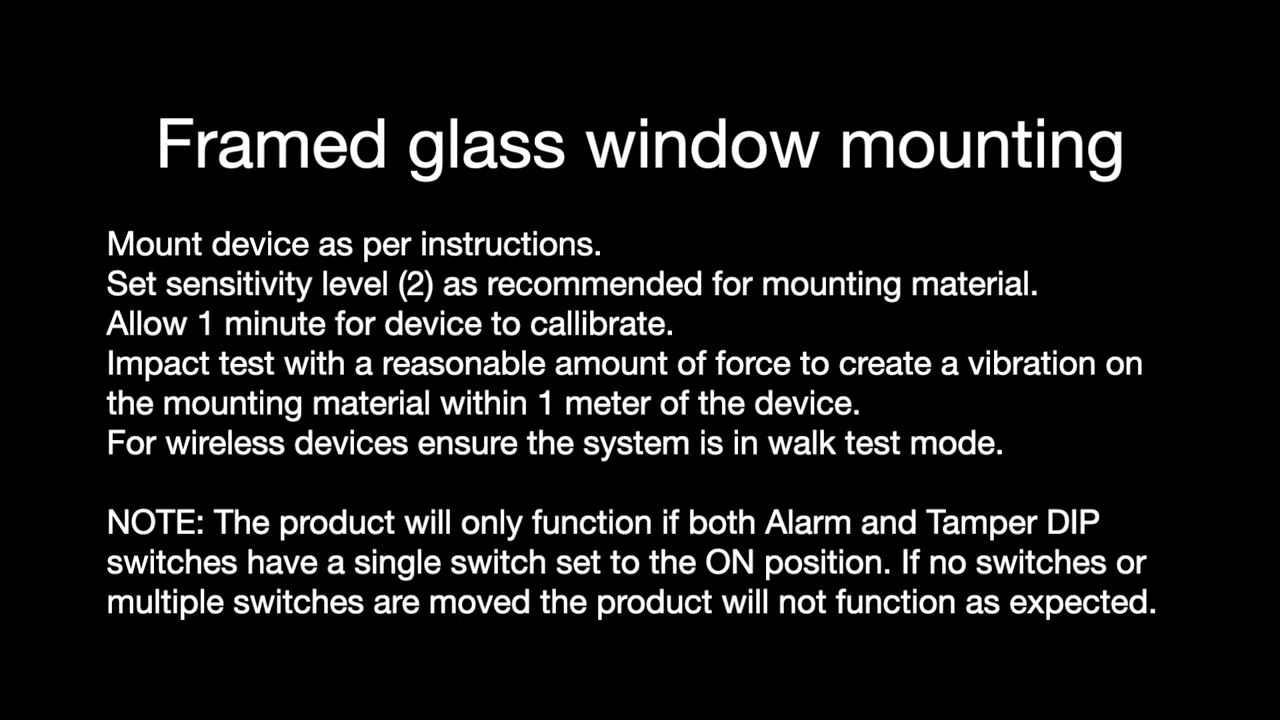 Framed glass window mounting
Mount device as per instructions.
Set sensitivity level (2) as recommended for mounting material.
Allow 1 minute for device to callibrate.
Impact test with a reasonable amount of force to create a vibration on
the mounting material within 1 meter of the device.
For wireless devices ensure the system is in walk test mode.
NOTE: The product will only function if both Alarm and Tamper DIP
switches have a single switch set to the ON position. If no switches or
multiple switches are moved the product will not function as expected.